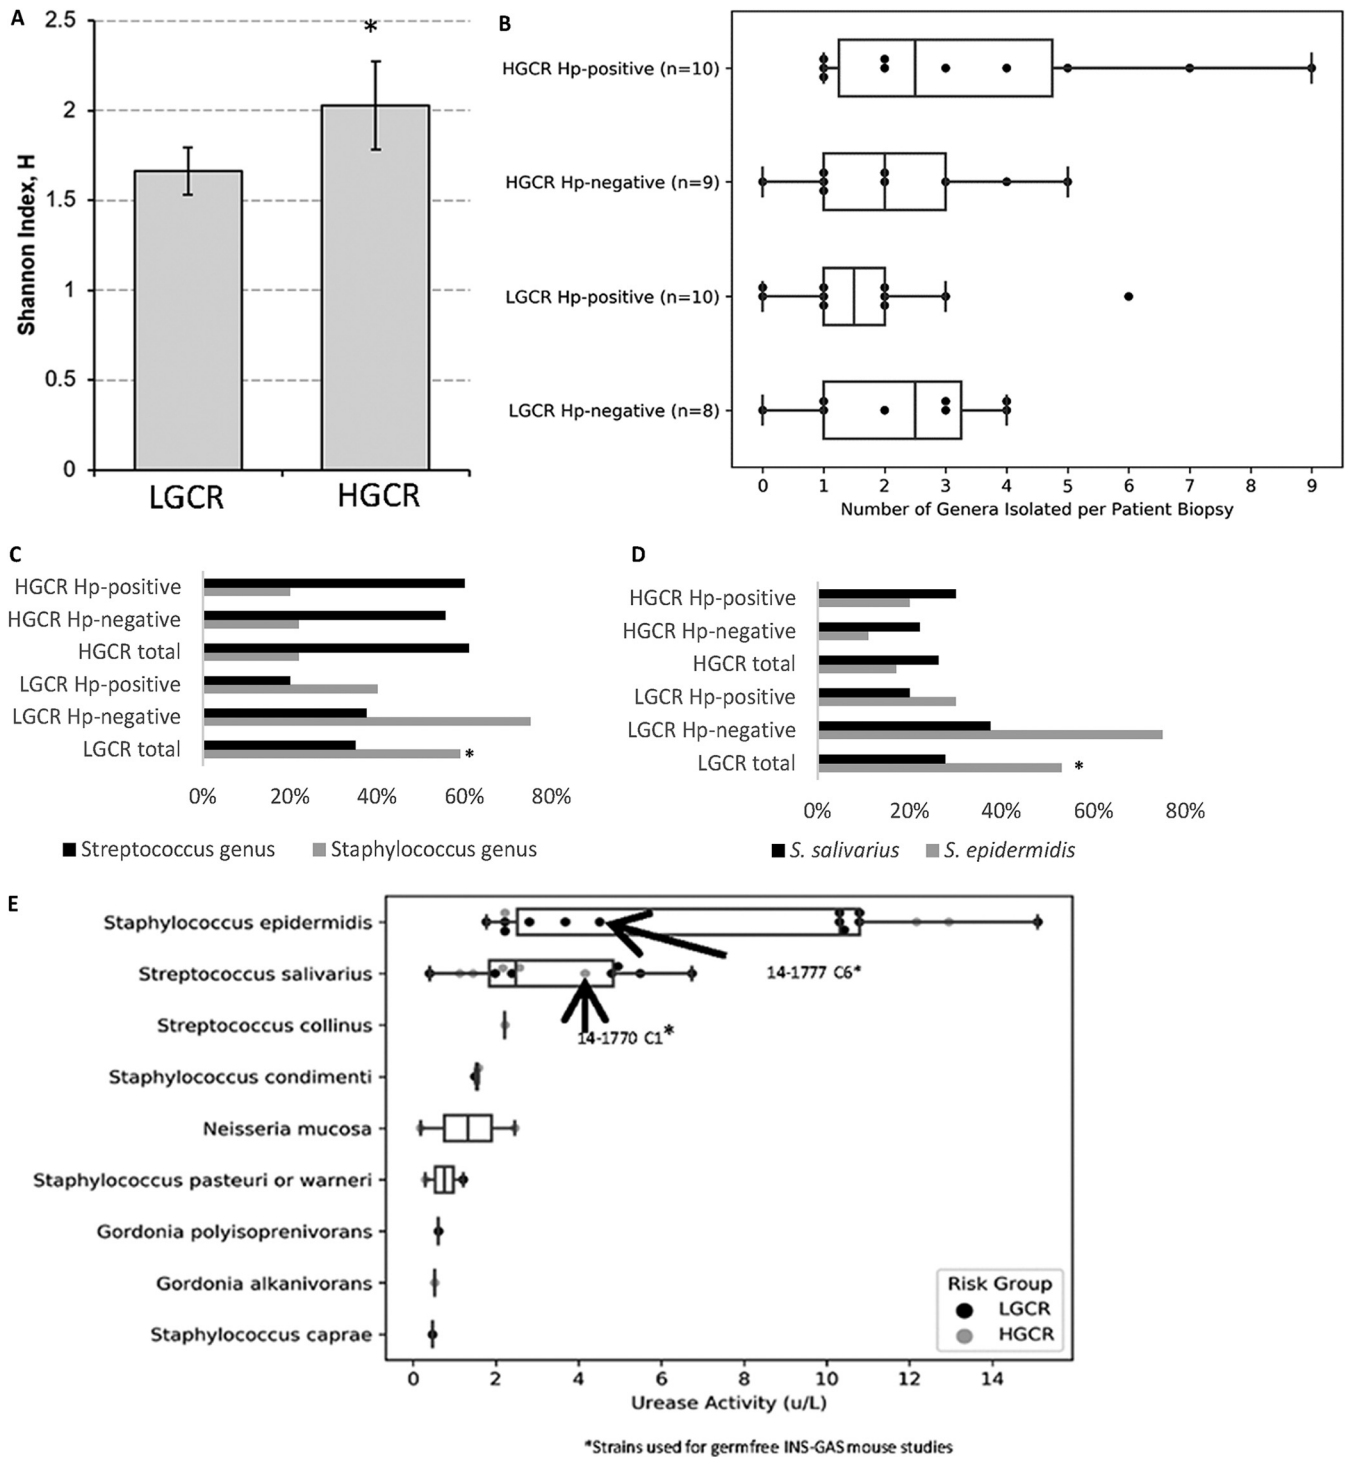 A
2.5
2
1.5
1
0.5
0
Shannon Index, H
*
LGCR
HGCR
B
HGCR Hp-positive (n=10)
HGCR Hp-negative (n=9)
LGCR Hp-positive (n=10)
LGCR Hp-negative (n=8)
0 1 2 3 4 5 6 7 8 9
Number of Genera Isolated per Patient Biopsy
C
HGCR Hp-positive
HGCR Hp-negative
HGCR total
LGCR Hp-positive
LGCR Hp-negative
LGCR total
*
0% 20% 40% 60% 80%
Streptococcus genus Staphylococcus genus
D
HGCR Hp-positive
HGCR Hp-negative
HGCR total
LGCR Hp-positive
LGCR Hp-negative
LGCR total
*
0% 20% 40% 60% 80%
S. salivarius S. epidermidis
E
Staphylococcus epidermidis
Streptococcus salivarius
Streptococcus collinus
Staphylococcus condimenti
Neisseria mucosa
Staphylococcus pasteuri or warneri
Gordonia polyisoprenivorans
Gordonia alkanivorans
Staphylococcus caprae
14-1777 C6*
14-1770 C1*
Risk Group
LGCR
HGCR
0 2 4 6 8 10 12 14
Urease Activity (u/L)
*Strains used for germfree INS-GAS mouse studies